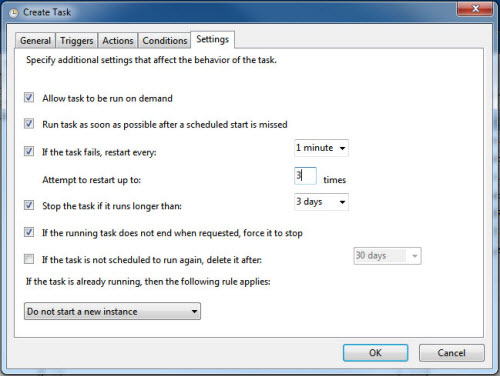 Create Task
General Triggers Actions Conditions Settings
Specify additional settings that affect the behavior of the task.
Allow task to be run on demand
Run task as soon as possible after a scheduled start is missed
If the task fails, restart every: 1 minute
Attempt to restart up to: 3 times
Stop the task if it runs longer than: 3 days
If the running task does not end when requested, force it to stop
If the task is not scheduled to run again, delete it after: 30 days
If the task is already running, then the following rule applies:
Do not start a new instance
OK Cancel